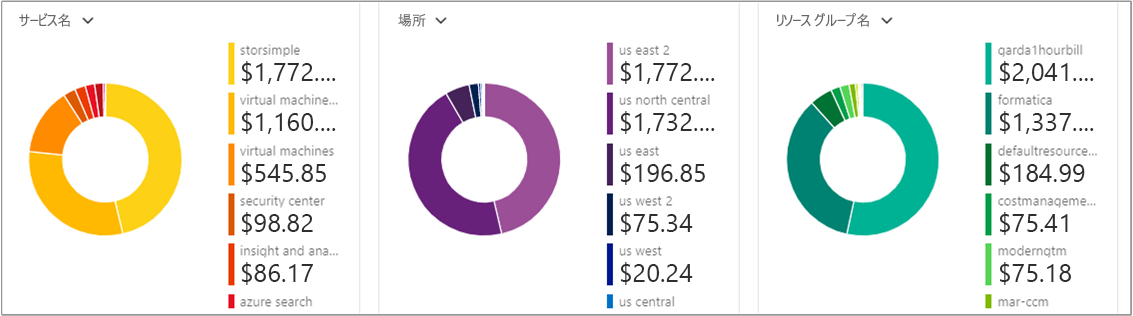 サービス名
storsimple
$1,772....
virtual machine...
$1,160....
virtual machines
$545.85
security center
$98.82
insight and ana...
$86.17
azure search
場所
us east 2
$1,772....
us north central
$1,732....
us east
$196.85
us west 2
$75.34
us west
$20.24
us central
リソース グループ名
qarda1hourbill
$2,041....
formatica
$1,337....
defaultresource...
$184.99
costmanageme...
$75.41
modernqtm
$75.18
mar-ccm